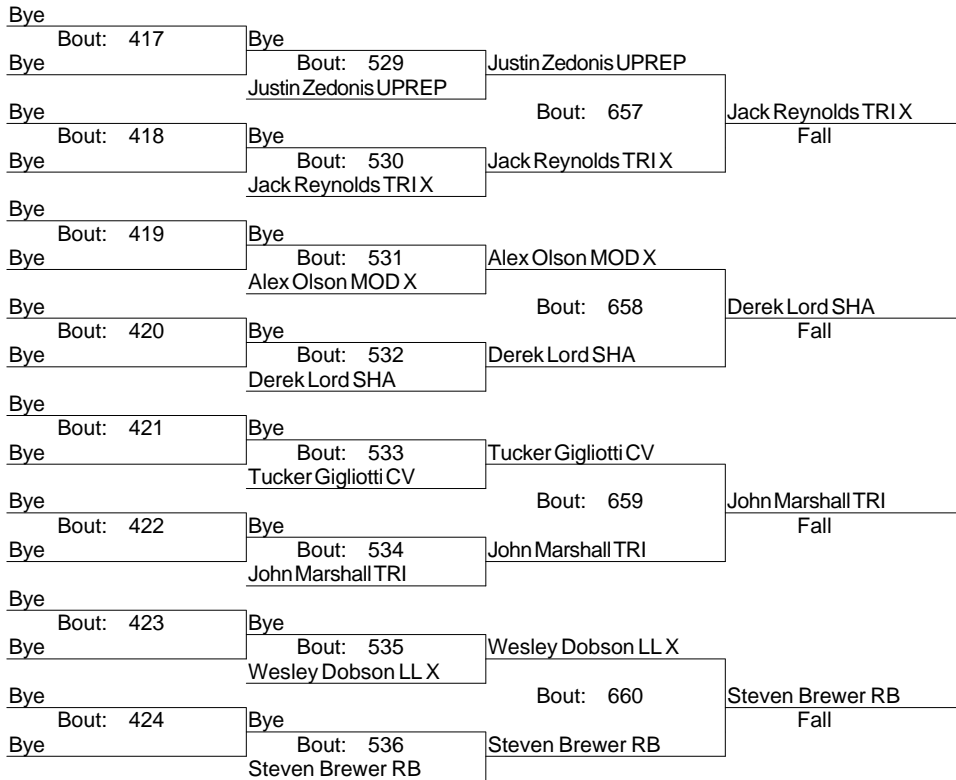 Bye
Bout: 417 Bye
Bye Bout: 529 Justin Zedonis UPREP
Justin Zedonis UPREP
Bye Bout: 657 Jack Reynolds TRI X
Bout: 418 Bye Fall
Bye Bout: 530 Jack Reynolds TRI X
Jack Reynolds TRI X
Bye
Bout: 419 Bye
Bye Bout: 531 Alex Olson MOD X
Alex Olson MOD X
Bye Bout: 658 Derek Lord SHA
Bout: 420 Bye Fall
Bye Bout: 532 Derek Lord SHA
Derek Lord SHA
Bye
Bout: 421 Bye
Bye Bout: 533 Tucker Gigliotti CV
Tucker Gigliotti CV
Bye Bout: 659 John Marshall TRI
Bout: 422 Bye Fall
Bye Bout: 534 John Marshall TRI
John Marshall TRI
Bye
Bout: 423 Bye
Bye Bout: 535 Wesley Dobson LL X
Wesley Dobson LL X
Bye Bout: 660 Steven Brewer RB
Bout: 424 Bye Fall
Bye Bout: 536 Steven Brewer RB
Steven Brewer RB